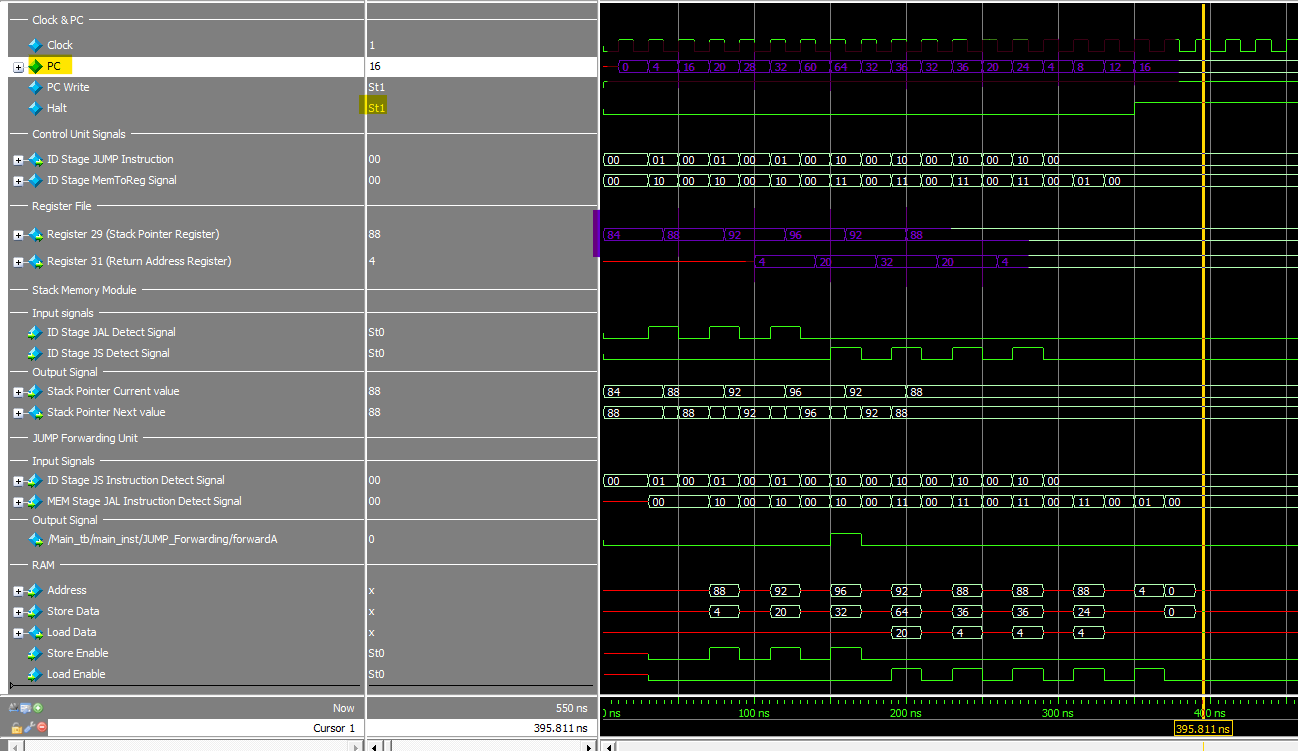 Clock & PC
Clock 1
PC 16 0 4 16 20 28 32 60 64 32 36 32 36 20 24 4 8 12 16
PC Write St1
Halt St1
Control Unit Signals
ID Stage JUMP Instruction 00 00 01 00 01 00 01 00 10 00 10 00 10 00 10 00
ID Stage MemToReg Signal 00 00 10 00 10 00 10 00 11 00 11 00 11 00 11 00 01 00
Register File
Register 29 (Stack Pointer Register) 88 84 88 92 96 92 88
Register 31 (Return Address Register) 4 4 20 32 20 4
Stack Memory Module
Input signals
ID Stage JAL Detect Signal St0
ID Stage JS Detect Signal St0
Output Signal
Stack Pointer Current value 88 84 88 92 96 92 88
Stack Pointer Next value 88 88 88 92 96 92 88
JUMP Forwarding Unit
Input Signals
ID Stage JS Instruction Detect Signal 00 00 01 00 01 00 01 00 10 00 10 00 10 00 10 00
MEM Stage JAL Instruction Detect Signal 00 00 10 00 10 00 10 00 11 00 11 00 11 00 11 00 01 00
Output Signal
/Main_tb/main_inst/JUMP_Forwarding/forwardA 0
RAM
Address x 88 92 96 92 88 88 88 4 0
Store Data x 4 20 32 64 36 36 24 0
Load Data x 20 4 4 4
Store Enable St0
Load Enable St0
Now 550 ns 0 ns 100 ns 200 ns 300 ns 400 ns
Cursor 1 395.811 ns 395.811 ns